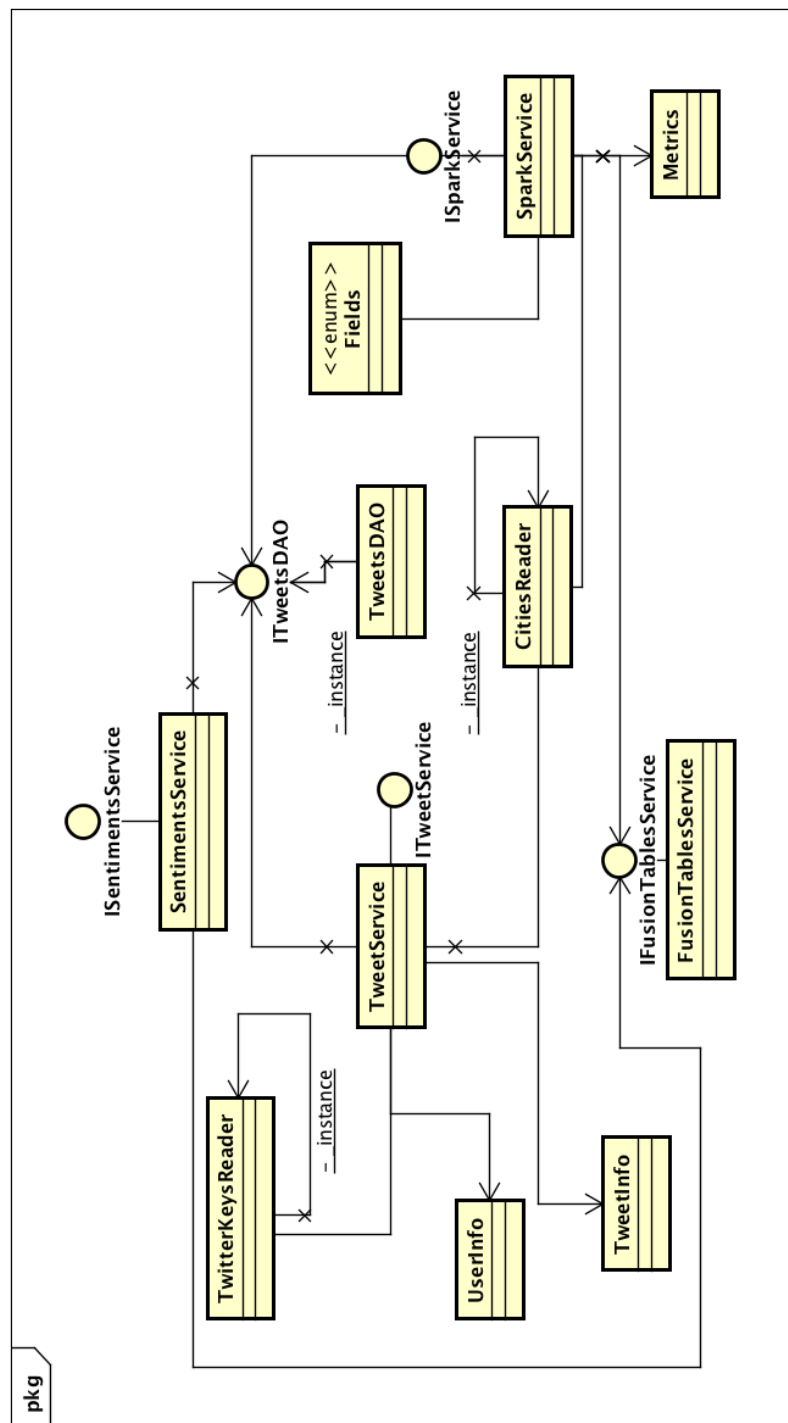 pkg
TwitterKeysReader
- _instance
UserInfo
TweetInfo
ISentimentsService
SentimentsService
TweetService
ITweetService
IFusionTablesService
FusionTablesService
ITweetsDAO
- _instance
TweetsDAO
- _instance
CitiesReader
<<enum>>
Fields
ISparkService
SparkService
Metrics